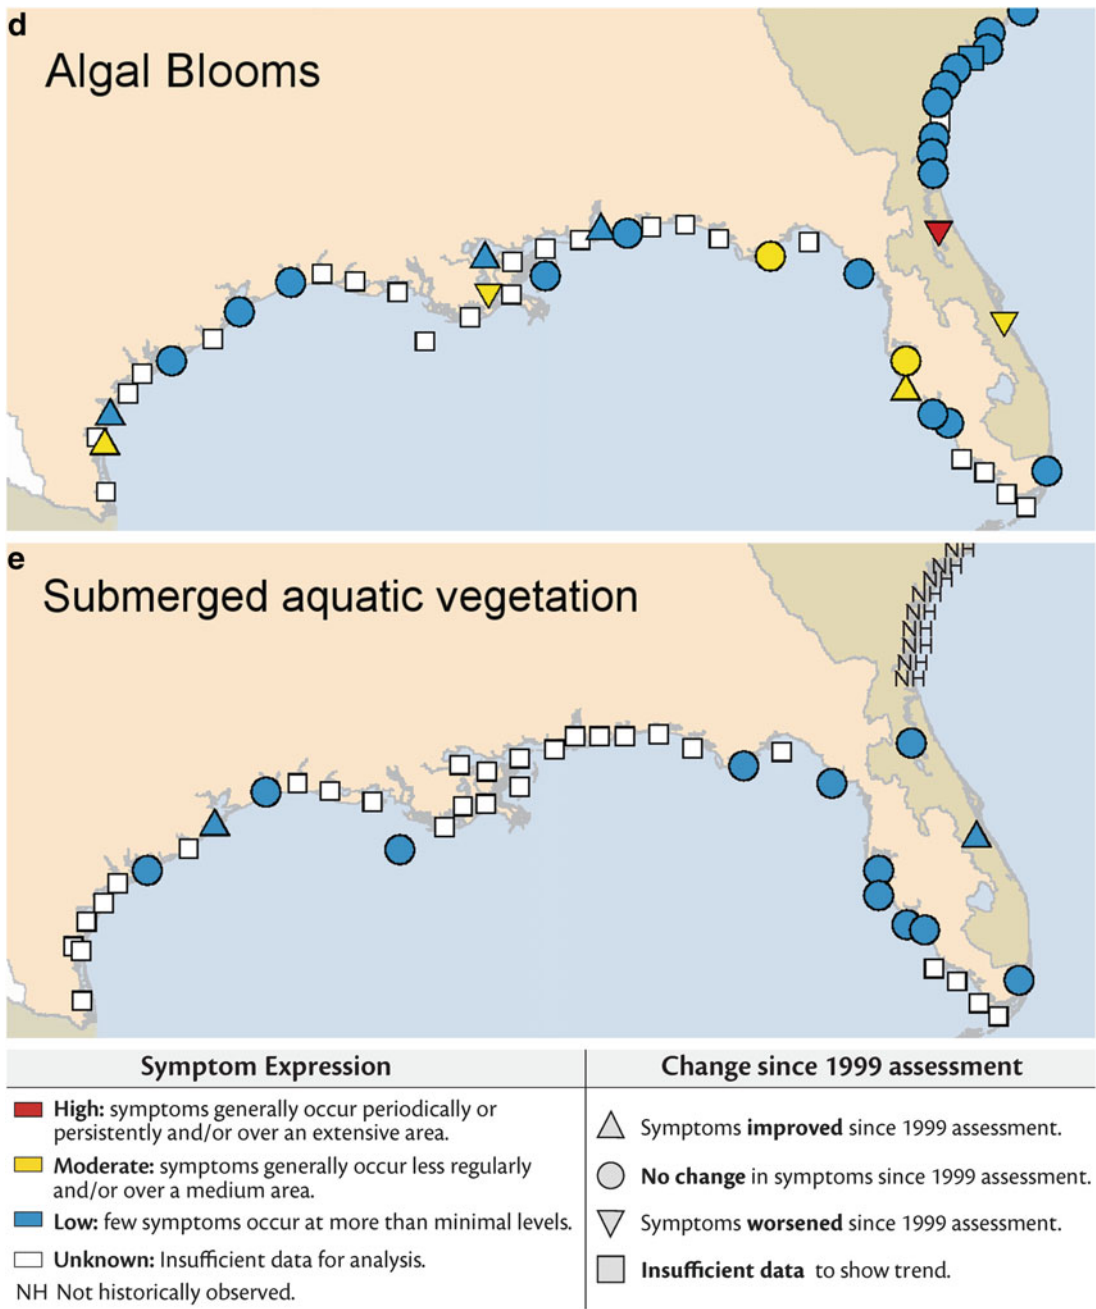 d
Algal Blooms
e
Submerged aquatic vegetation
NH
NH
NH
NH
NH
NH
NH
NH
NH
Symptom Expression
High: symptoms generally occur periodically or
persistently and/or over an extensive area.
Moderate: symptoms generally occur less regularly
and/or over a medium area.
Low: few symptoms occur at more than minimal levels.
Unknown: Insufficient data for analysis.
NH Not historically observed.
Change since 1999 assessment
Symptoms improved since 1999 assessment.
No change in symptoms since 1999 assessment.
Symptoms worsened since 1999 assessment.
Insufficient data to show trend.